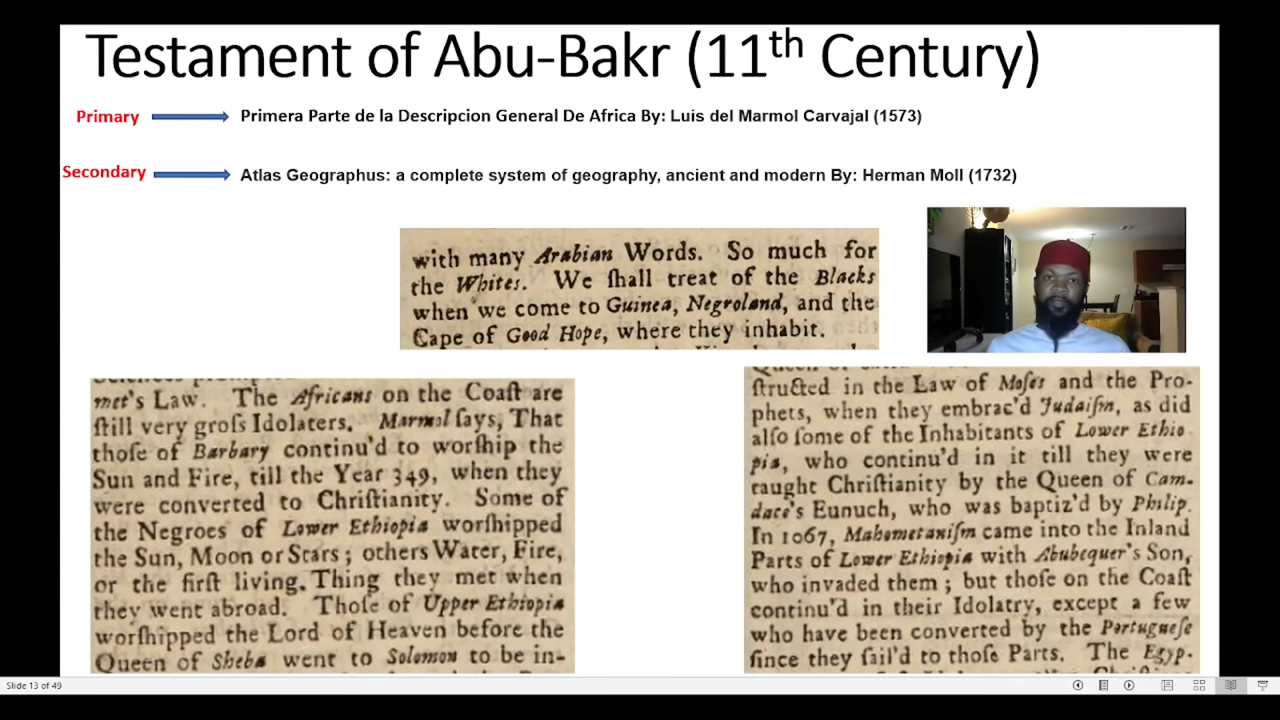 Testament of Abu-Bakr (11th Century)
Primary
Primera Parte de la Descripcion General De Africa By: Luis del Marmol Carvajal (1573)
Secondary
Atlas Geographus: a complete system of geography, ancient and modern By: Herman Moll (1732)
with many Arabian Words. So much for
the Whites. We ſhall treat of the Blacks
when we come to Guinea, Negroland, and the
Cape of Good Hope, where they inhabit.
met's Law. The Africans on the Coaſt are
ſtill very groſs Idolaters. Marmol ſays, That
thoſe of Barbary continu'd to worſhip the
Sun and Fire, till the Year 349, when they
were converted to Chriſtianity. Some of
the Negroes of Lower Ethiopia worſhipped
the Sun, Moon or Stars; others Water, Fire,
or the firſt living. Thing they met when
they went abroad. Thoſe of Upper Ethiopia
worſhipped the Lord of Heaven before the
Queen of Sheba went to Solomon to be in-
ſtructed in the Law of Moſes and the Pro-
phets, when they embrac'd Judaiſm, as did
alſo ſome of the Inhabitants of Lower Ethio
pia, who continu'd in it till they were
taught Chriſtianity by the Queen of Cam-
dace's Eunuch, who was baptiz'd by Philip.
In 1067, Mahometaniſm came into the Inland
Parts of Lower Ethiopia with Abubequer's Son,
who invaded them; but thoſe on the Coaſt
continu'd in their Idolatry, except a few
who have been converted by the Portugueſe
ſince they ſail'd to thoſe Parts. The Egyp-
Slide 13 of 49